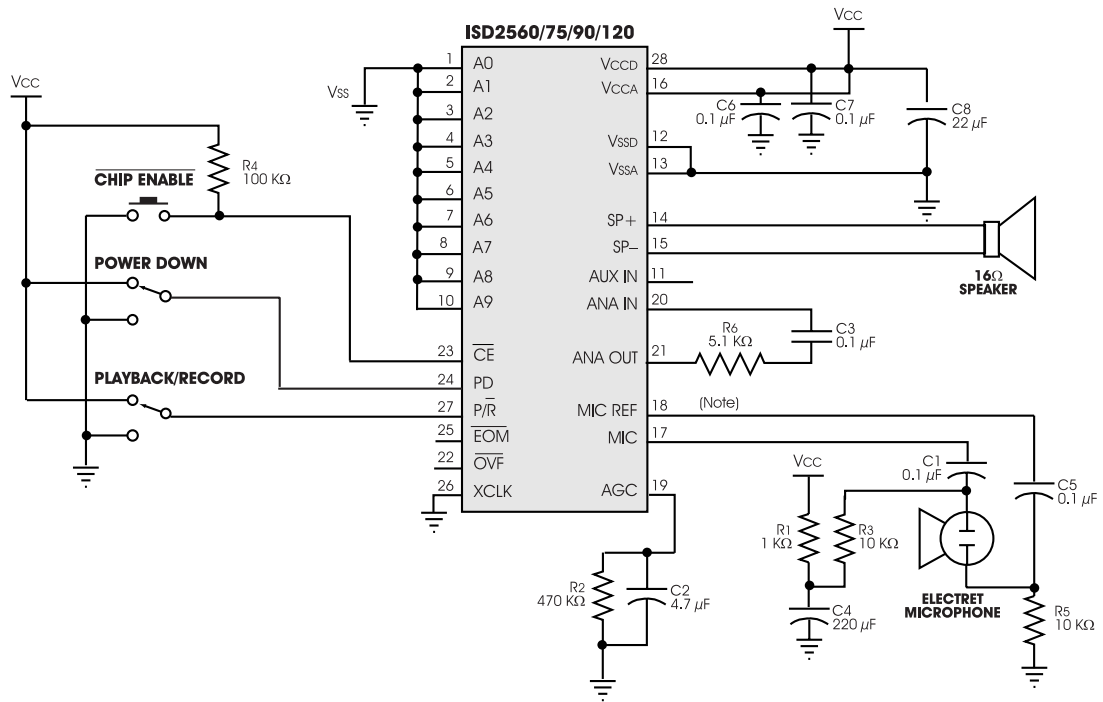 ISD2560/75/90/120
VCC
VCC
VSS
1 A0
2 A1
3 A2
4 A3
5 A4
6 A5
7 A6
8 A7
9 A8
10 A9
23 CE
24 PD
27 P/R
25 EOM
22 OVF
26 XCLK
VCCD 28
VCCA 16
VSSD 12
VSSA 13
SP+ 14
SP– 15
AUX IN 11
ANA IN 20
ANA OUT 21
MIC REF 18 (Note)
MIC 17
AGC 19
R4
100 KΩ
CHIP ENABLE
POWER DOWN
PLAYBACK/RECORD
C6
0.1 µF
C7
0.1 µF
C8
22 µF
16Ω
SPEAKER
R6
5.1 KΩ
C3
0.1 µF
VCC
C1
0.1 µF
C5
0.1 µF
R1
1 KΩ
R3
10 KΩ
ELECTRET
MICROPHONE
R2
470 KΩ
C2
4.7 µF
C4
220 µF
R5
10 KΩ